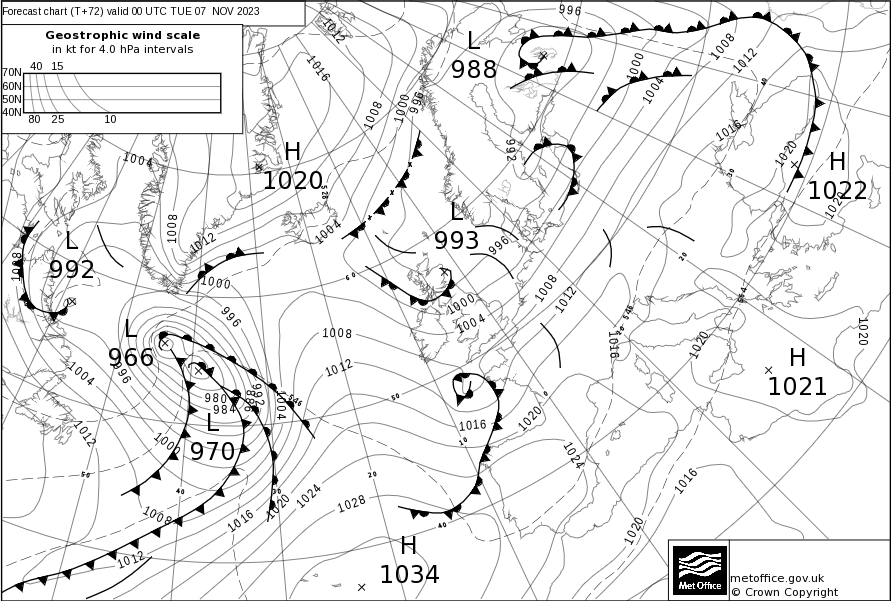 Forecast chart (T+72) valid 00 UTC TUE 07 NOV 2023
Geostrophic wind scale
in kt for 4.0 hPa intervals
40 15
70N
60N
50N
40N
80 25 10
996
L
988
1012
1016
1008
1000
996
1000
1004
1008
1012
1016
1020
H
1022
H
1020
1004
992
L
993
996
1008
1012
1004
1008
L
992
1000
996
1000
1004
1008
1012
1016
1020
1020
L
966
996
1004
1012
1008
1012
H
1021
980
984
992
1004
L
970
1016
1020
1024
1016
1020
1008
1012
1016
1020
1024
1028
H
1034
Met Office
metoffice.gov.uk
© Crown Copyright